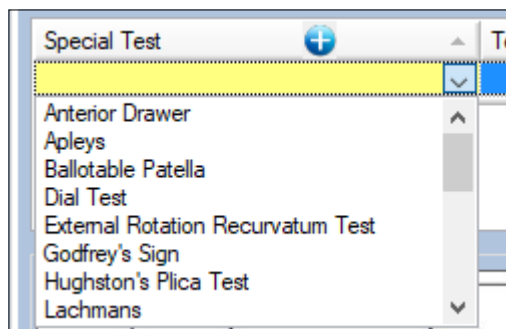 Special Test
Anterior Drawer
Apleys
Ballotable Patella
Dial Test
External Rotation Recurvatum Test
Godfrey's Sign
Hughston's Plica Test
Lachmans